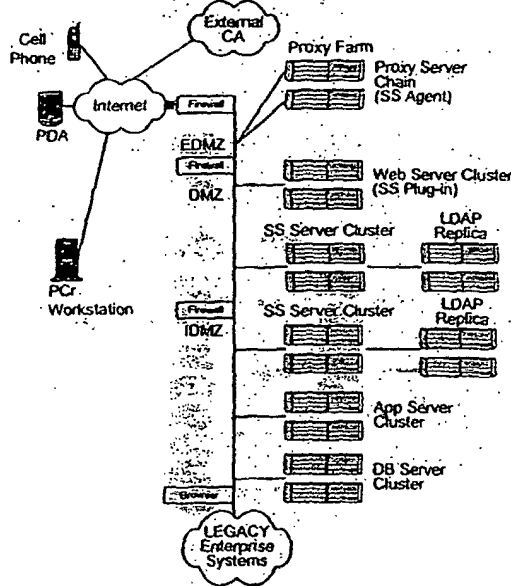 External
CA
Cell
Phone
Proxy Farm
Proxy Server
Chain
(SS Agent)
Internet
Firewall
PDA
EDMZ
Firewall
DMZ
Web Server Cluster
(SS Plug-in)
SS Server Cluster
LDAP
Replica
PCr
Workstation
Firewall
IDMZ
SS Server Cluster
LDAP
Replica
App Server
Cluster
DB Server
Cluster
Browser
LEGACY
Enterprise
Systems